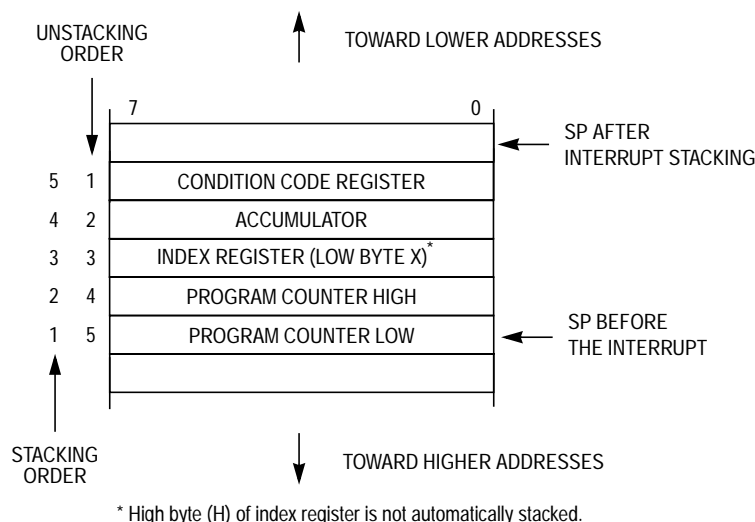 UNSTACKING
ORDER
TOWARD LOWER ADDRESSES
7 0
SP AFTER
INTERRUPT STACKING
5 1 CONDITION CODE REGISTER
4 2 ACCUMULATOR
3 3 INDEX REGISTER (LOW BYTE X)*
2 4 PROGRAM COUNTER HIGH
1 5 PROGRAM COUNTER LOW
SP BEFORE
THE INTERRUPT
STACKING
ORDER
TOWARD HIGHER ADDRESSES
* High byte (H) of index register is not automatically stacked.